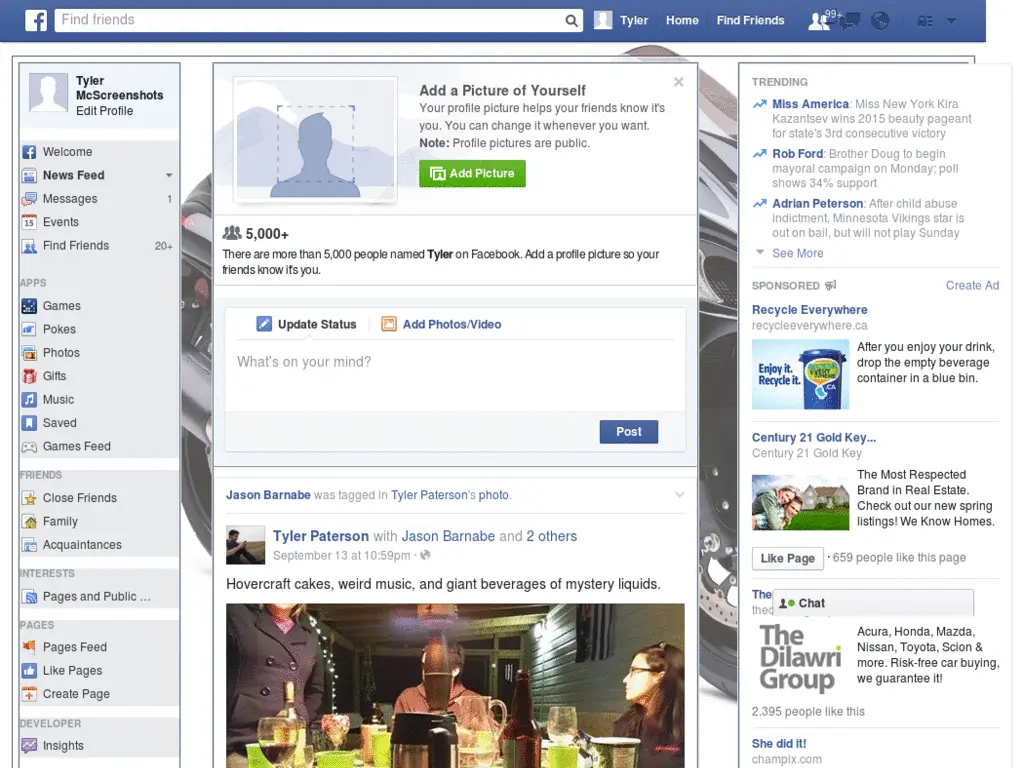 f
Find friends
Tyler
Home
Find Friends
99+
Tyler
McScreenshots
Edit Profile
Welcome
News Feed
Messages 1
15 Events
Find Friends 20+
APPS
Games
Pokes
Photos
Gifts
Music
Saved
Games Feed
FRIENDS
Close Friends
Family
Acquaintances
INTERESTS
Pages and Public ...
PAGES
Pages Feed
Like Pages
Create Page
DEVELOPER
Insights
Add a Picture of Yourself
Your profile picture helps your friends know it's
you. You can change it whenever you want.
Note: Profile pictures are public.
Add Picture
5,000+
There are more than 5,000 people named Tyler on Facebook. Add a profile picture so your
friends know it's you.
Update Status
Add Photos/Video
What's on your mind?
Post
Jason Barnabe was tagged in Tyler Paterson's photo.
Tyler Paterson with Jason Barnabe and 2 others
September 13 at 10:59pm ·
Hovercraft cakes, weird music, and giant beverages of mystery liquids.
TRENDING
Miss America: Miss New York Kira
Kazantsev wins 2015 beauty pageant
for state's 3rd consecutive victory
Rob Ford: Brother Doug to begin
mayoral campaign on Monday; poll
shows 34% support
Adrian Peterson: After child abuse
indictment, Minnesota Vikings star is
out on bail, but will not play Sunday
See More
SPONSORED
Create Ad
Recycle Everywhere
recycleeverywhere.ca
Enjoy it.
Recycle it.
EVERY
WHERE
.CA
After you enjoy your drink,
drop the empty beverage
container in a blue bin.
Century 21 Gold Key...
Century 21 Gold Key
The Most Respected
Brand in Real Estate.
Check out our new spring
listings! We Know Homes.
Like Page · 659 people like this page
The
Chat
The
Dilawri
Group
Acura, Honda, Mazda,
Nissan, Toyota, Scion &
more. Risk-free car buying,
we guarantee it!
2,395 people like this
She did it!
champix.com